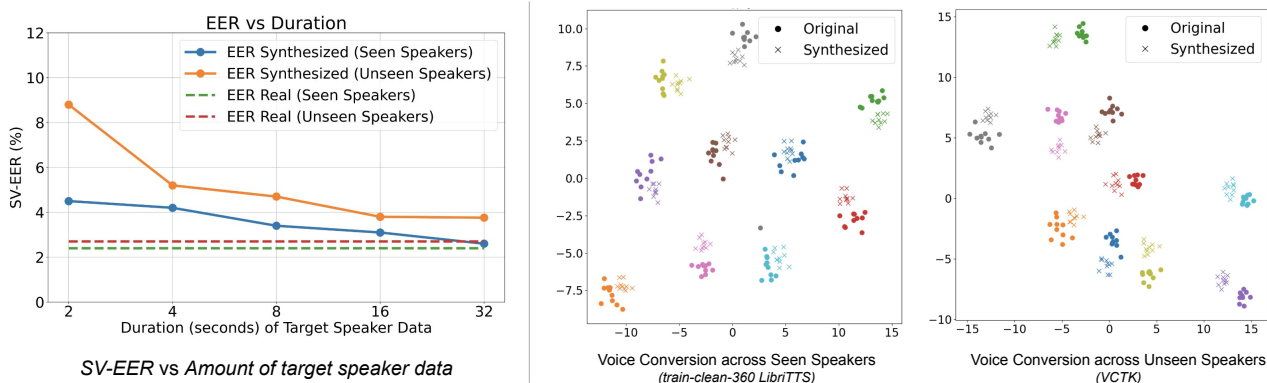 EER vs Duration
SV-EER (%)
12
10
8
6
4
2
0
EER Synthesized (Seen Speakers)
EER Synthesized (Unseen Speakers)
EER Real (Seen Speakers)
EER Real (Unseen Speakers)
2 4 8 16 32
Duration (seconds) of Target Speaker Data
SV-EER vs Amount of target speaker data
10.0
7.5
5.0
2.5
0.0
−2.5
−5.0
−7.5
Original
Synthesized
−10 −5 0 5 10 15
Voice Conversion across Seen Speakers
(train-clean-360 LibriTTS)
15
10
5
0
−5
−10
Original
Synthesized
−15 −10 −5 0 5 10 15
Voice Conversion across Unseen Speakers
(VCTK)